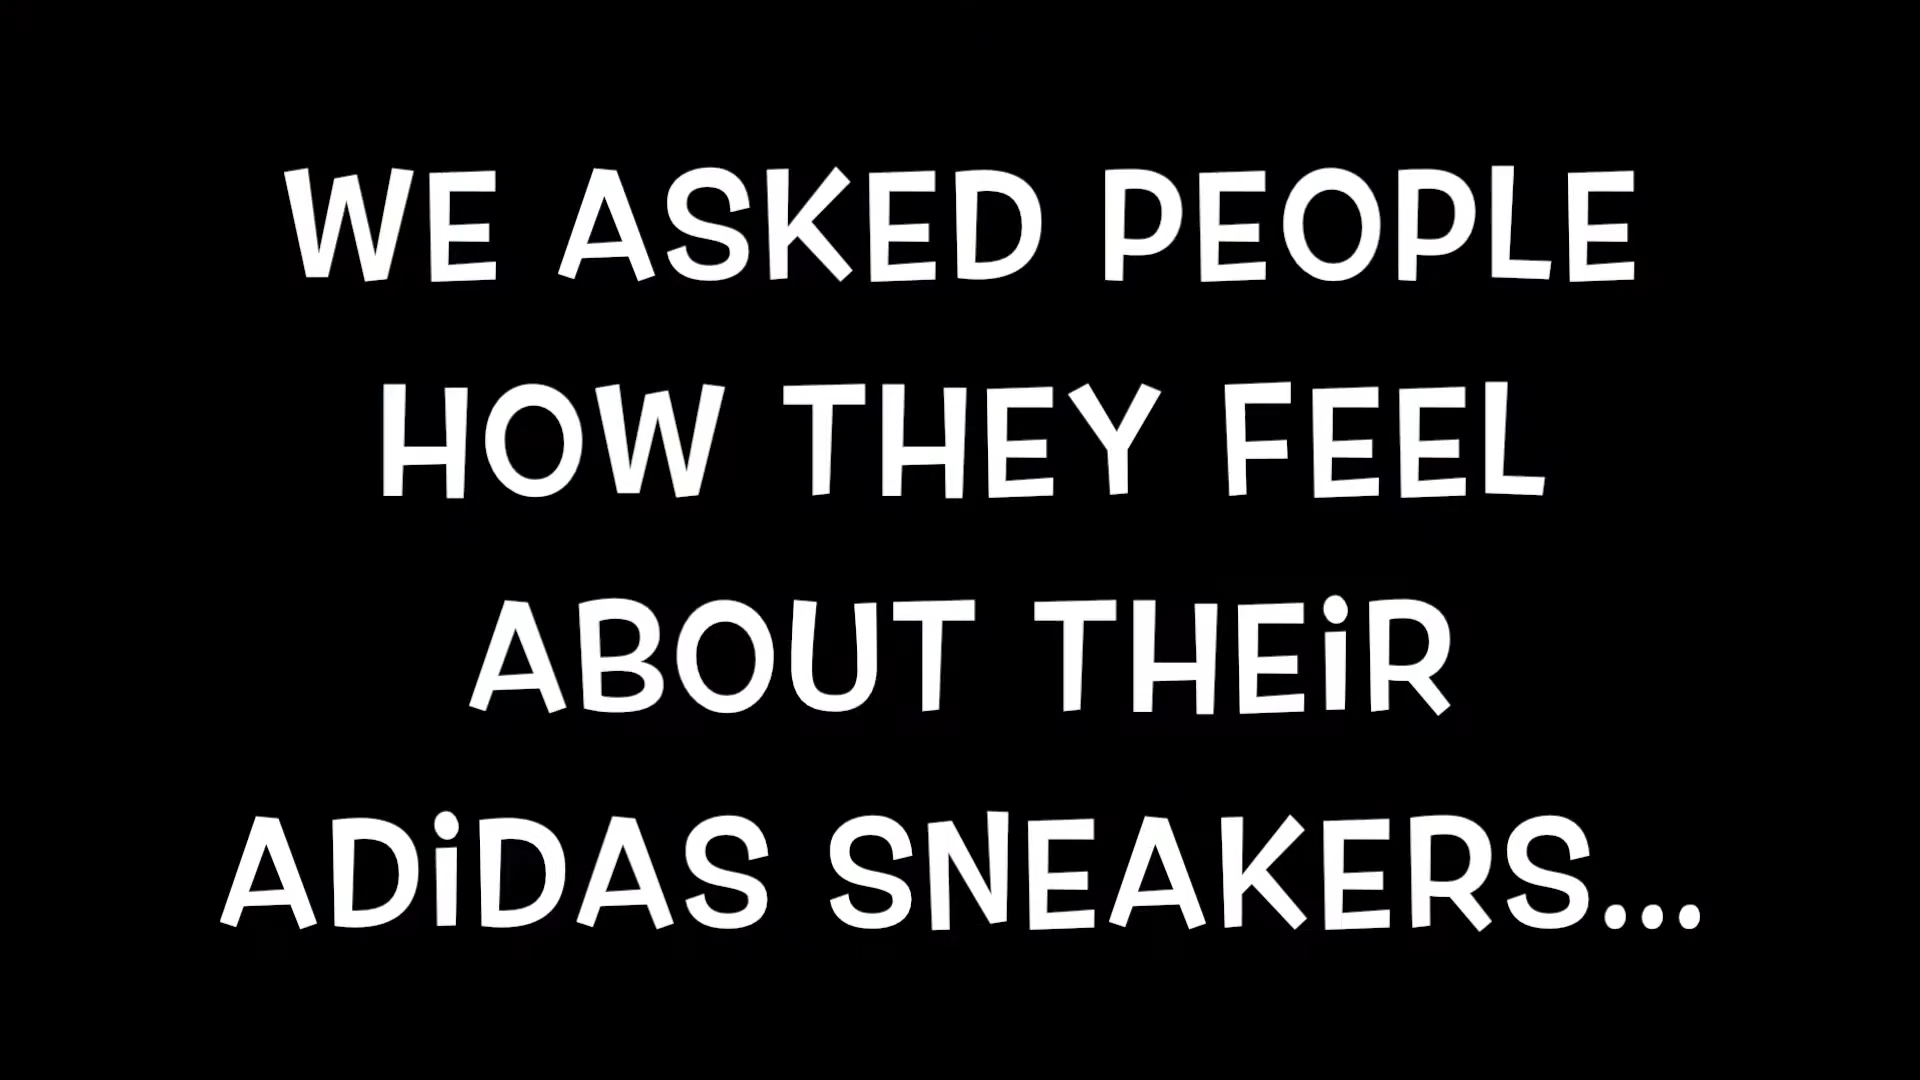 WE ASKED PEOPLE
HOW THEY FEEL
ABOUT THEiR
ADiDAS SNEAKERS...